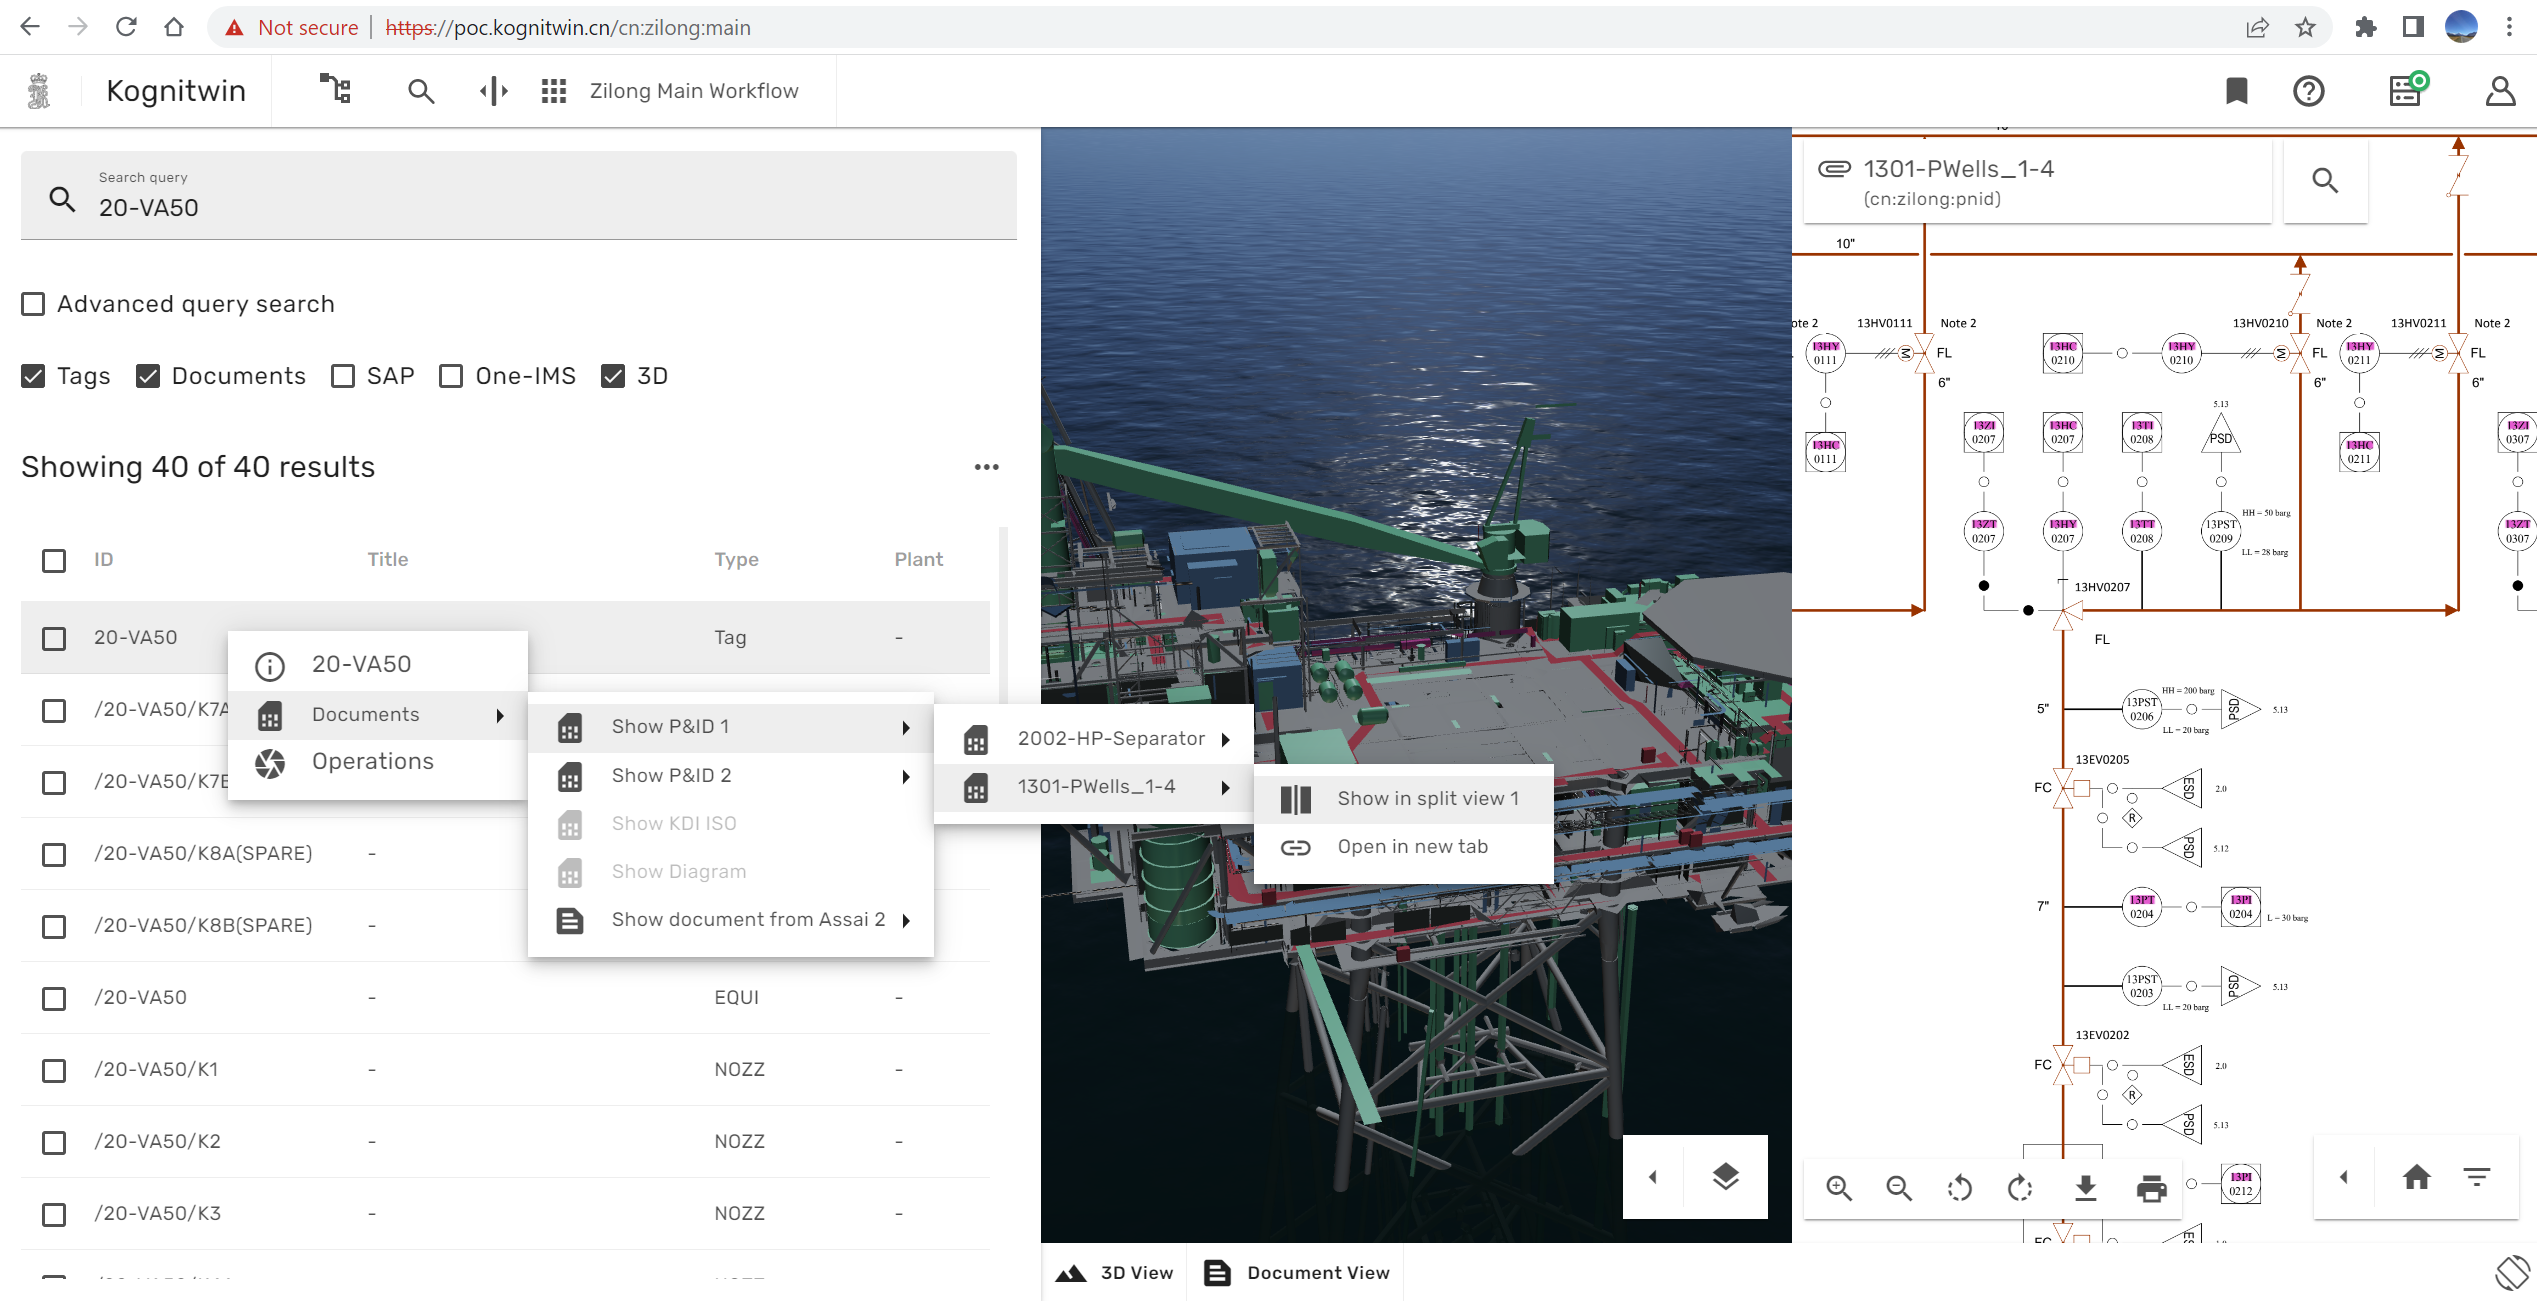 Not secure | https://poc.kognitwin.cn/cn:zilong:main
Kognitwin
Zilong Main Workflow
Search query
20-VA50
Advanced query search
Tags Documents SAP One-IMS 3D
Showing 40 of 40 results
ID Title Type Plant
20-VA50 Tag -
/20-VA50/K7
/20-VA50/K7
/20-VA50/K8A(SPARE) -
/20-VA50/K8B(SPARE) -
/20-VA50 - EQUI -
/20-VA50/K1 - NOZZ -
/20-VA50/K2 - NOZZ -
/20-VA50/K3 - NOZZ -
20-VA50
Documents
Operations
Show P&ID 1
Show P&ID 2
Show KDI ISO
Show Diagram
Show document from Assai 2
2002-HP-Separator
1301-PWells_1-4
Show in split view 1
Open in new tab
3D View
Document View
1301-PWells_1-4
(cn:zilong:pnid)
10"
ote 2 13HV0111 Note 2 13HV0210 Note 2 13HV0211 Note 2
13HY 0111 M FL 13HC 0210 13HY 0210 M FL 13HY 0211 M FL
6" 6" 6"
5.13
13HC 0111 13ZI 0207 13HC 0207 13TI 0208 PSD 13HC 0211 13ZI 0307
HH = 50 barg
13ZT 0207 13HY 0207 13TT 0208 13PST 0209 13ZT 0307
LL = 28 barg
13HV0207
FL
5" 13PST 0206 HH = 200 barg PSD 5.13
LL = 20 barg
13EV0205
FC ESD 2.0
R
PSD 5.12
7" 13PT 0204 13PI 0204 L = 30 barg
13PST 0203 PSD 5.13
LL = 20 barg
13EV0202
FC ESD 2.0
R
PSD 5.13
13PI 0212
FC